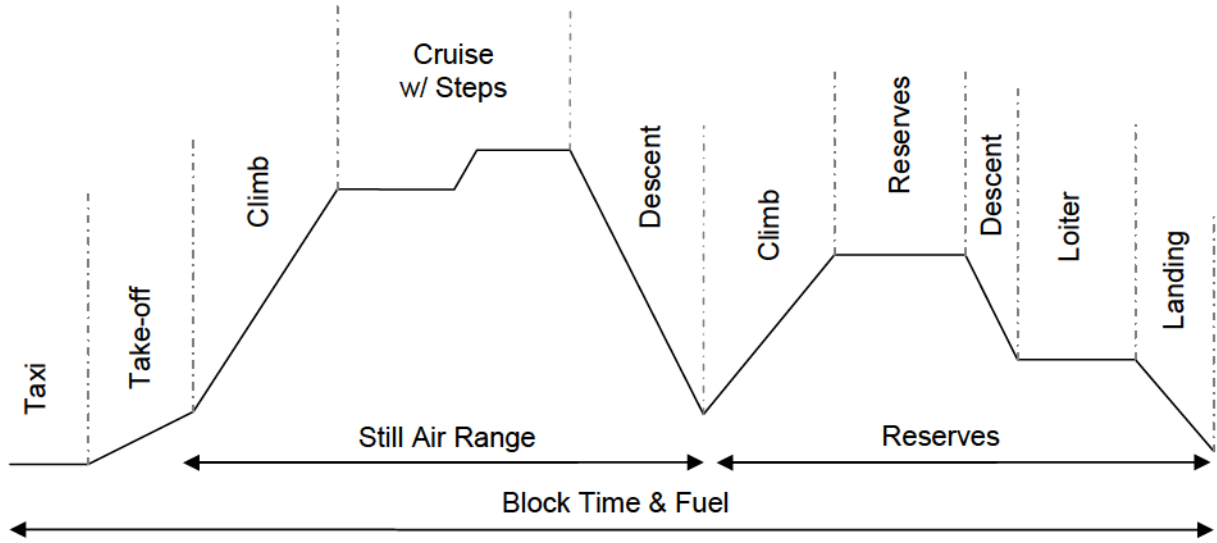 Taxi
Take-off
Climb
Cruise
w/ Steps
Descent
Climb
Reserves
Descent
Loiter
Landing
Still Air Range
Reserves
Block Time & Fuel